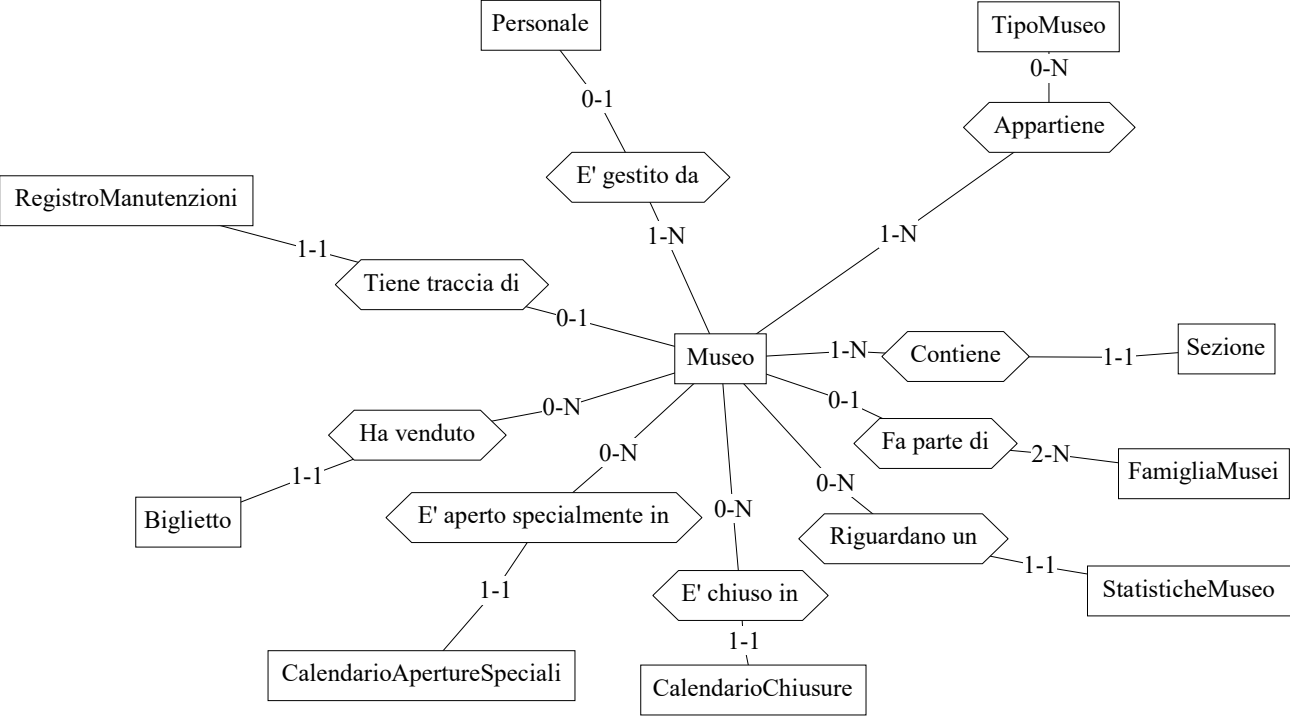 Personale
TipoMuseo
0-N
0-1
Appartiene
E' gestito da
RegistroManutenzioni
1-N
1-N
1-1
Tiene traccia di
0-1
Museo
1-N
Contiene
1-1
Sezione
0-1
0-N
Ha venduto
Fa parte di
2-N
FamigliaMusei
0-N
1-1
0-N
0-N
Biglietto
E' aperto specialmente in
Riguardano un
1-1
StatisticheMuseo
1-1
E' chiuso in
1-1
CalendarioApertureSpeciali
CalendarioChiusure